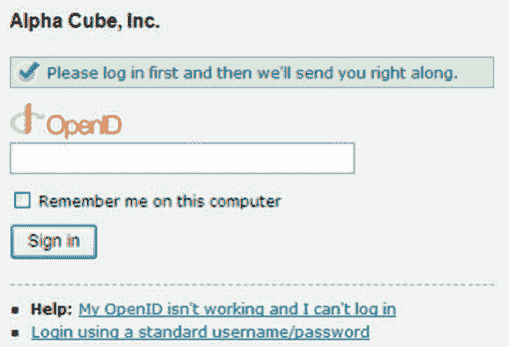 Alpha Cube, Inc.
Please log in first and then we'll send you right along.
OpenID
Remember me on this computer
Sign in
Help: My OpenID isn't working and I can't log in
Login using a standard username/password